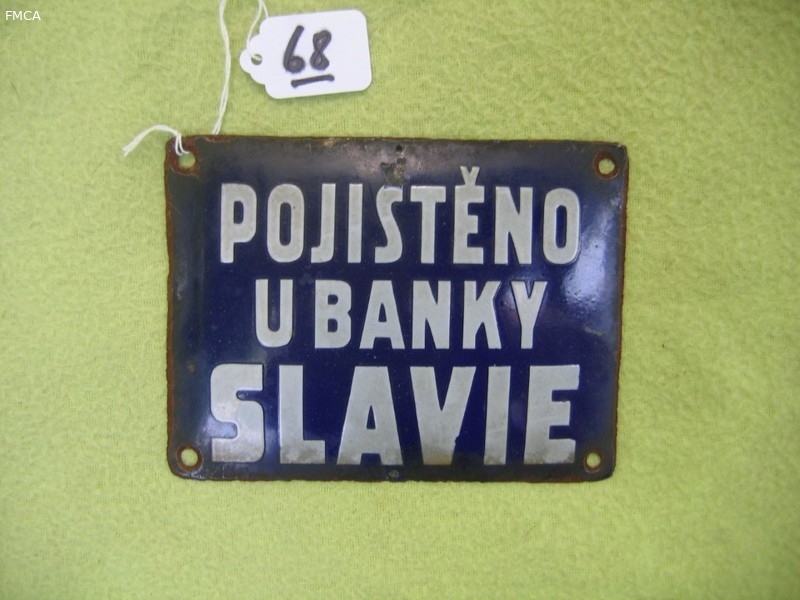 FMCA
68
POJIŠTĚNO
U BANKY
SLAVIE